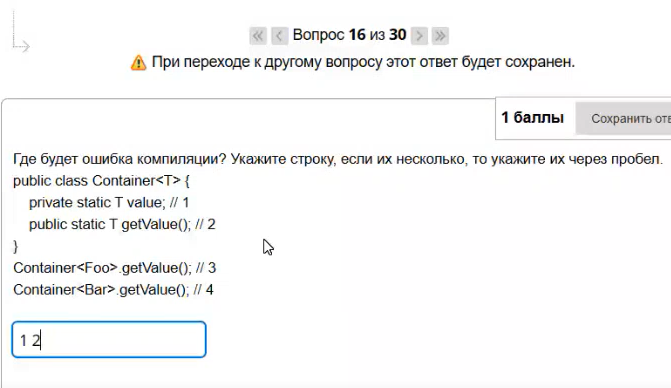 Вопрос 16 из 30
При переходе к другому вопросу этот ответ будет сохранен.
1 баллы
Сохранить отв
Где будет ошибка компиляции? Укажите строку, если их несколько, то укажите их через пробел.
public class Container<T> {
private static T value; // 1
public static T getValue(); // 2
}
Container<Foo>.getValue(); // 3
Container<Bar>.getValue(); // 4
1 2